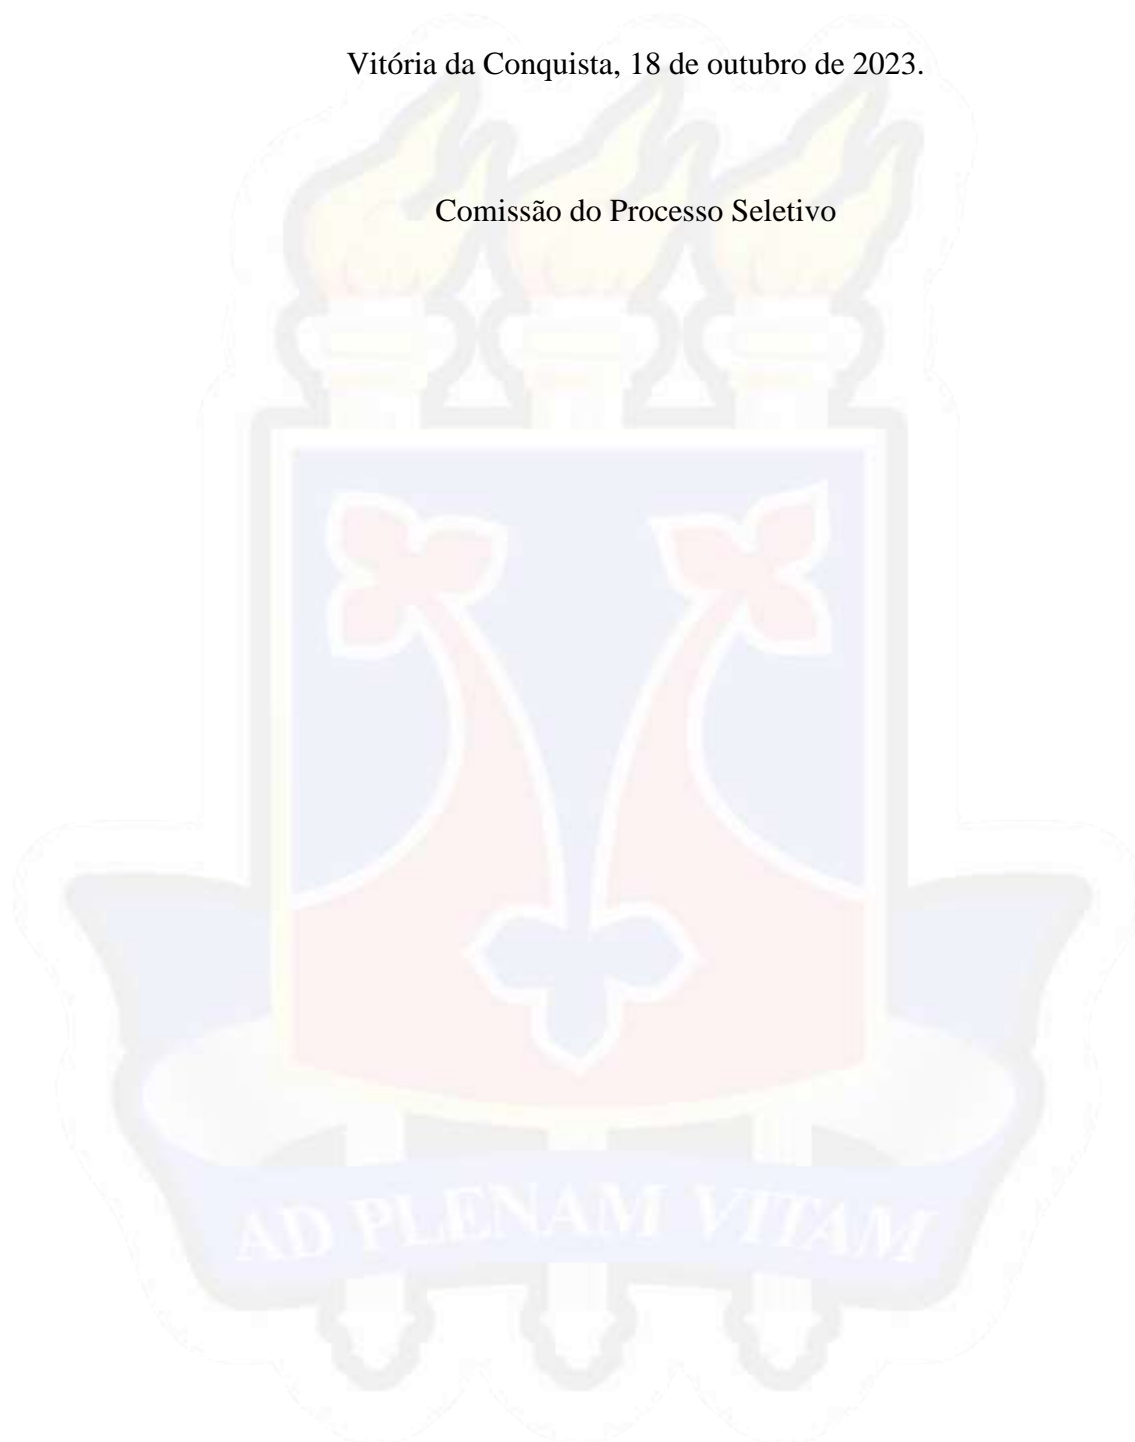 Vitória da Conquista, 18 de outubro de 2023.
Comissão do Processo Seletivo
AD PLENAM VITAM